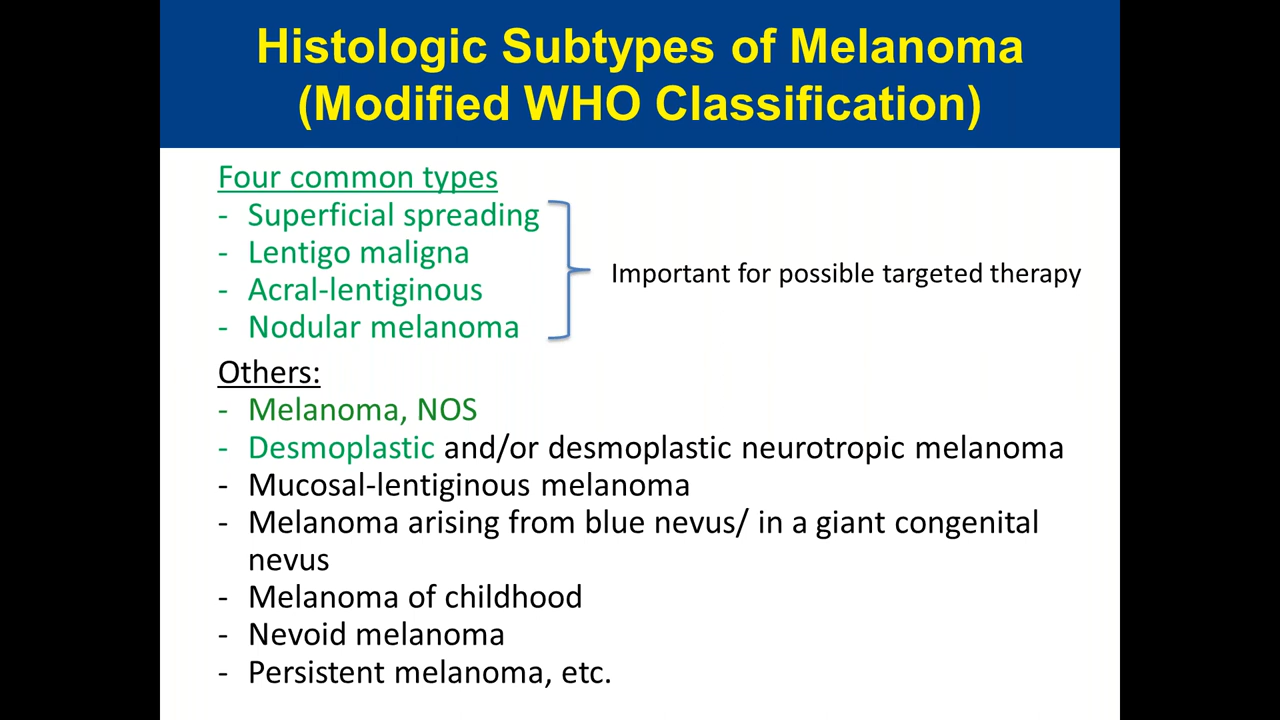 Histologic Subtypes of Melanoma
(Modified WHO Classification)
Four common types
- Superficial spreading
- Lentigo maligna
- Acral-lentiginous
- Nodular melanoma
Important for possible targeted therapy
Others:
- Melanoma, NOS
- Desmoplastic and/or desmoplastic neurotropic melanoma
- Mucosal-lentiginous melanoma
- Melanoma arising from blue nevus/ in a giant congenital
nevus
- Melanoma of childhood
- Nevoid melanoma
- Persistent melanoma, etc.